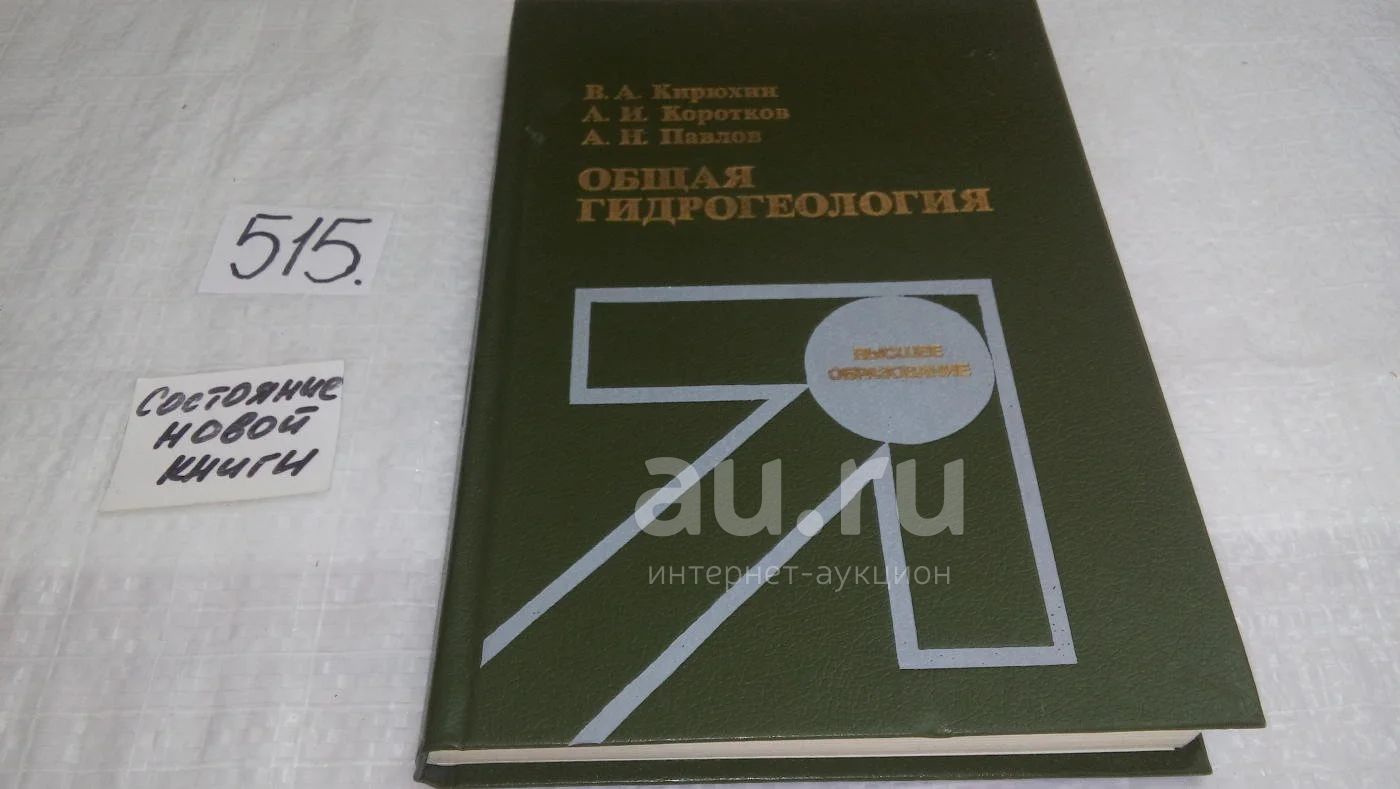 В. А. Кирюхин
А. И. Коротков
А. Н. Павлов
ОБЩАЯ
ГИДРОГЕОЛОГИЯ
ВЫСШЕЕ
ОБРАЗОВАНИЕ
515.
Состояние
новой
книги
au.ru
интернет-аукцион